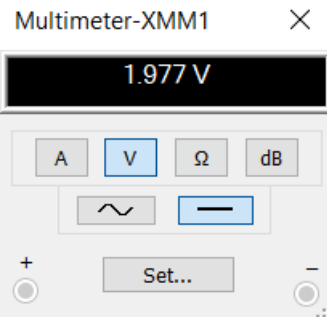 Multimeter-XMM1
1.977 V
A V Ω dB
+ Set... –